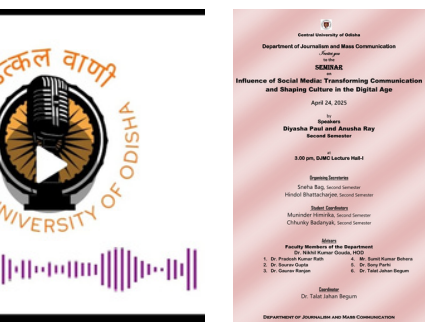 त्कल वाणी
UNIVERSITY OF ODISHA
Central University of Odisha
Department of Journalism and Mass Communication
Invites you
to the
SEMINAR
on
Influence of Social Media: Transforming Communication
and Shaping Culture in the Digital Age
April 24, 2025
by
Speakers
Diyasha Paul and Anusha Ray
Second Semester
at
3.00 pm, DJMC Lecture Hall-I
Organising Secretaries
Sneha Bag, Second Semester
Hindol Bhattacharjee, Second Semester
Student Coordinators
Muninder Himirika, Second Semester
Chhunky Badanyak, Second Semester
Advisors
Faculty Members of the Department
Dr. Nikhil Kumar Gouda, HOD
1. Dr. Pradosh Kumar Rath
2. Dr. Sourav Gupta
3. Dr. Gaurav Ranjan
4. Mr. Sumit Kumar Behera
5. Dr. Sony Parhi
6. Dr. Talat Jahan Begum
Coordinator
Dr. Talat Jahan Begum
DEPARTMENT OF JOURNALISM AND MASS COMMUNICATION